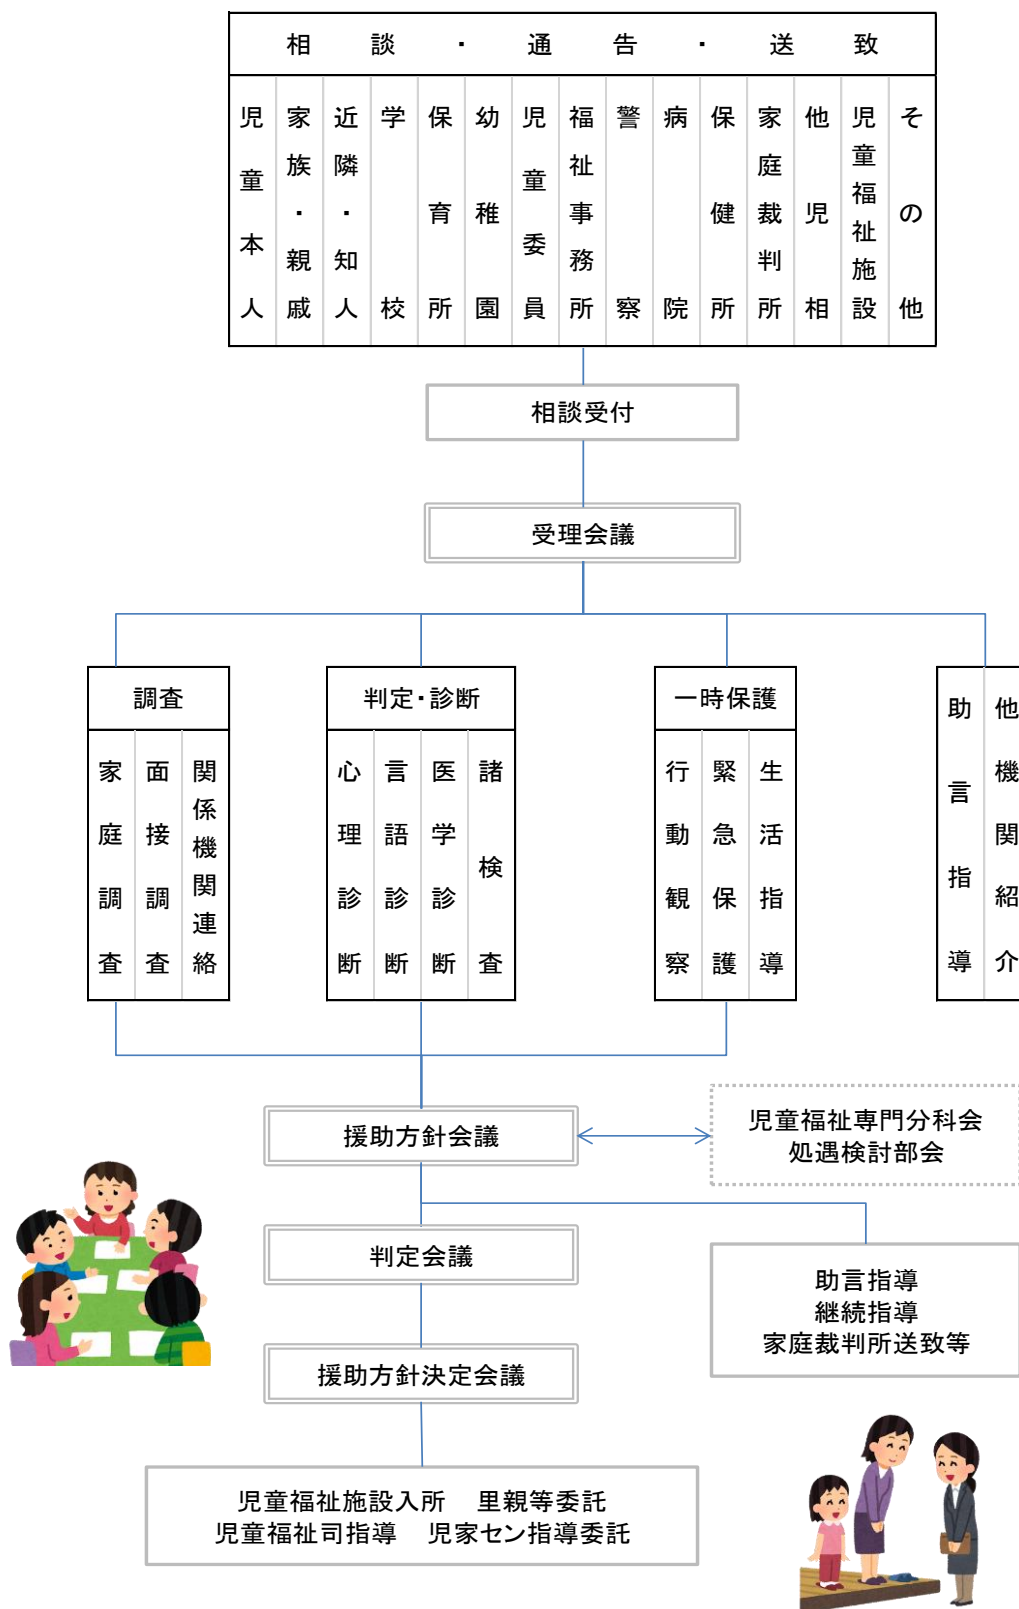 相談・通告・送致
児童本人
家族・親戚
近隣・知人
学校
保育所
幼稚園
児童委員
福祉事務所
警察
病院
保健所
家庭裁判所
他児相
児童福祉施設
その他
相談受付
受理会議
調査
家庭調査
面接調査
関係機関連絡
判定・診断
心理診断
言語診断
医学診断
諸検査
一時保護
行動観察
緊急保護
生活指導
助言指導
他機関紹介
援助方針会議
児童福祉専門分科会
処遇検討部会
判定会議
助言指導
継続指導
家庭裁判所送致等
援助方針決定会議
児童福祉施設入所　里親等委託
児童福祉司指導　児家セン指導委託